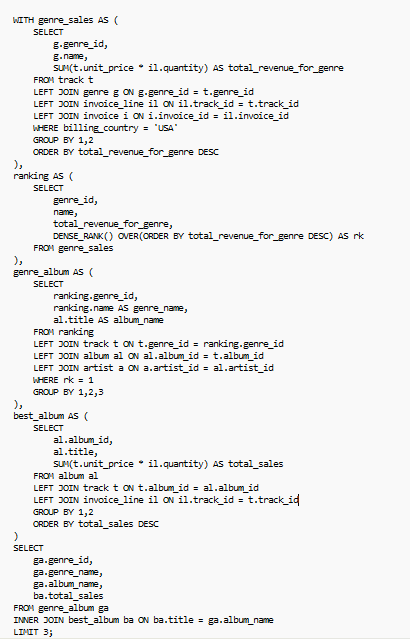 WITH genre_sales AS (
SELECT
g.genre_id,
g.name,
SUM(t.unit_price * il.quantity) AS total_revenue_for_genre
FROM track t
LEFT JOIN genre g ON g.genre_id = t.genre_id
LEFT JOIN invoice_line il ON il.track_id = t.track_id
LEFT JOIN invoice i ON i.invoice_id = il.invoice_id
WHERE billing_country = 'USA'
GROUP BY 1,2
ORDER BY total_revenue_for_genre DESC
),
ranking AS (
SELECT
genre_id,
name,
total_revenue_for_genre,
DENSE_RANK() OVER(ORDER BY total_revenue_for_genre DESC) AS rk
FROM genre_sales
),
genre_album AS (
SELECT
ranking.genre_id,
ranking.name AS genre_name,
al.title AS album_name
FROM ranking
LEFT JOIN track t ON t.genre_id = ranking.genre_id
LEFT JOIN album al ON al.album_id = t.album_id
LEFT JOIN artist a ON a.artist_id = al.artist_id
WHERE rk = 1
GROUP BY 1,2,3
),
best_album AS (
SELECT
al.album_id,
al.title,
SUM(t.unit_price * il.quantity) AS total_sales
FROM album al
LEFT JOIN track t ON t.album_id = al.album_id
LEFT JOIN invoice_line il ON il.track_id = t.track_id
GROUP BY 1,2
ORDER BY total_sales DESC
)
SELECT
ga.genre_id,
ga.genre_name,
ga.album_name,
ba.total_sales
FROM genre_album ga
INNER JOIN best_album ba ON ba.title = ga.album_name
LIMIT 3;